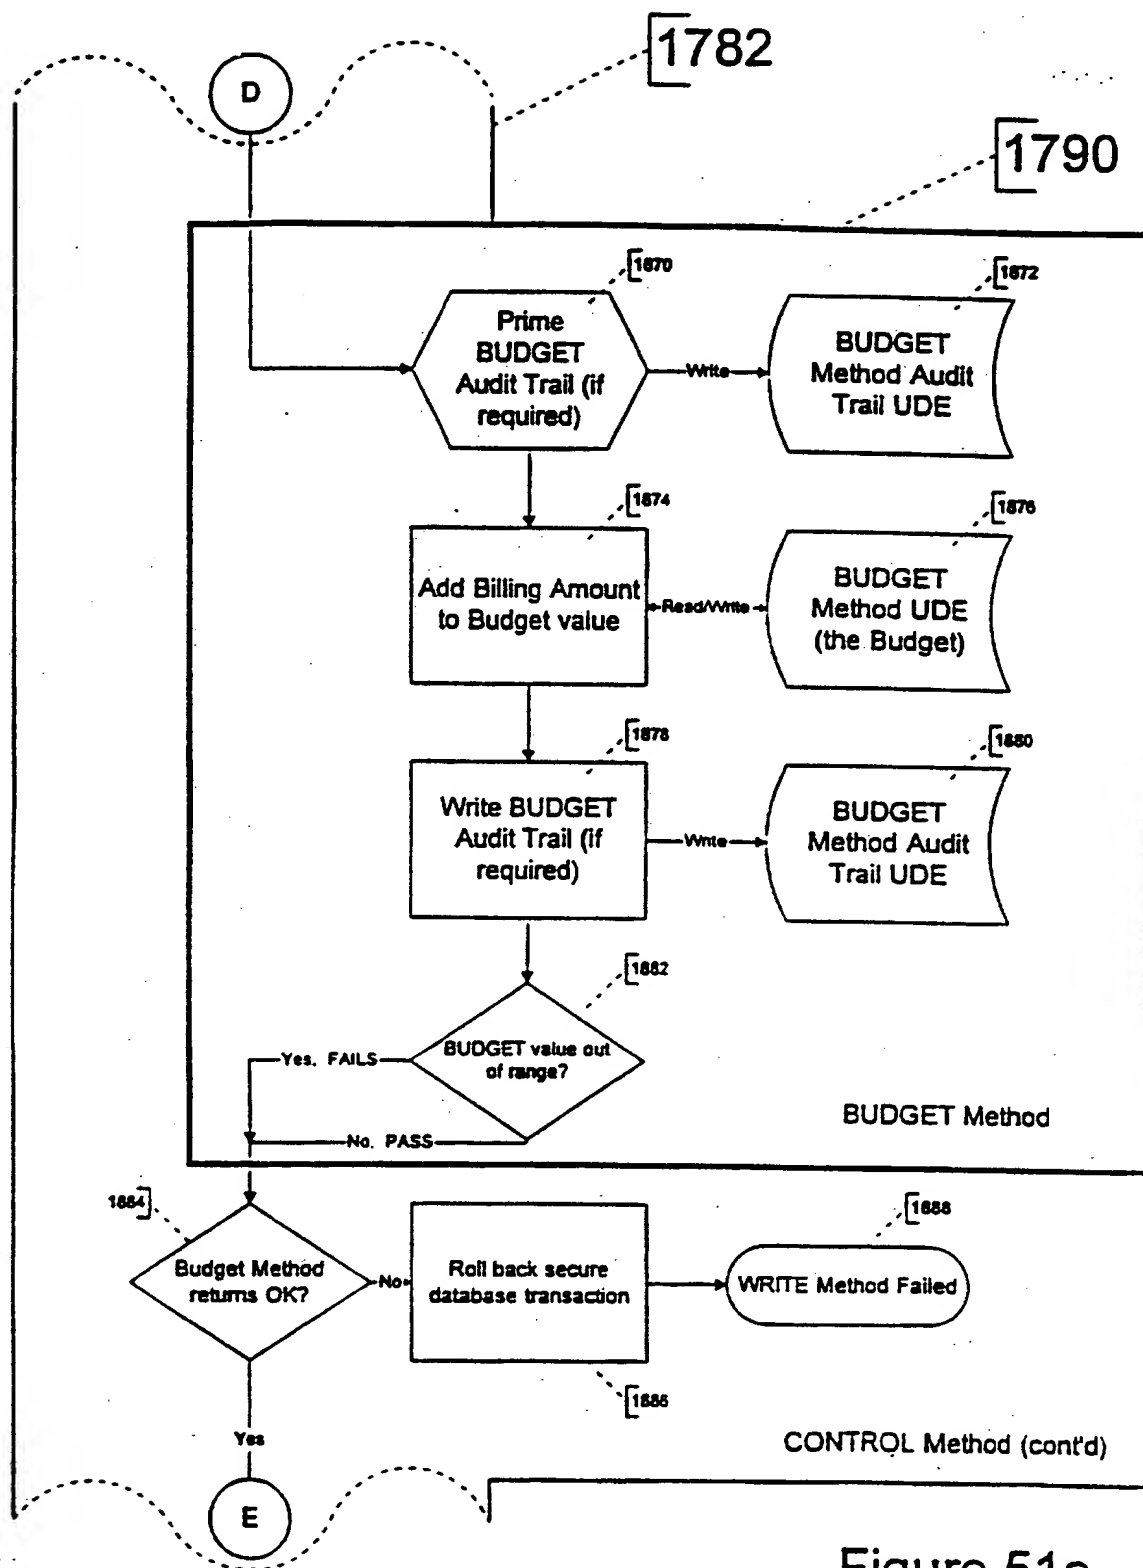 1782
D
1790
1870
Prime
BUDGET
Audit Trail (if
required)
Write
1872
BUDGET
Method Audit
Trail UDE
1874
Add Billing Amount
to Budget value
Read/Write
1876
BUDGET
Method UDE
(the Budget)
1878
Write BUDGET
Audit Trail (if
required)
Write
1880
BUDGET
Method Audit
Trail UDE
1882
BUDGET value out
of range?
Yes, FAILS
No, PASS
BUDGET Method
1884
Budget Method
returns OK?
No
Roll back secure
database transaction
1886
1888
WRITE Method Failed
Yes
CONTROL Method (cont'd)
E
Figure 51e